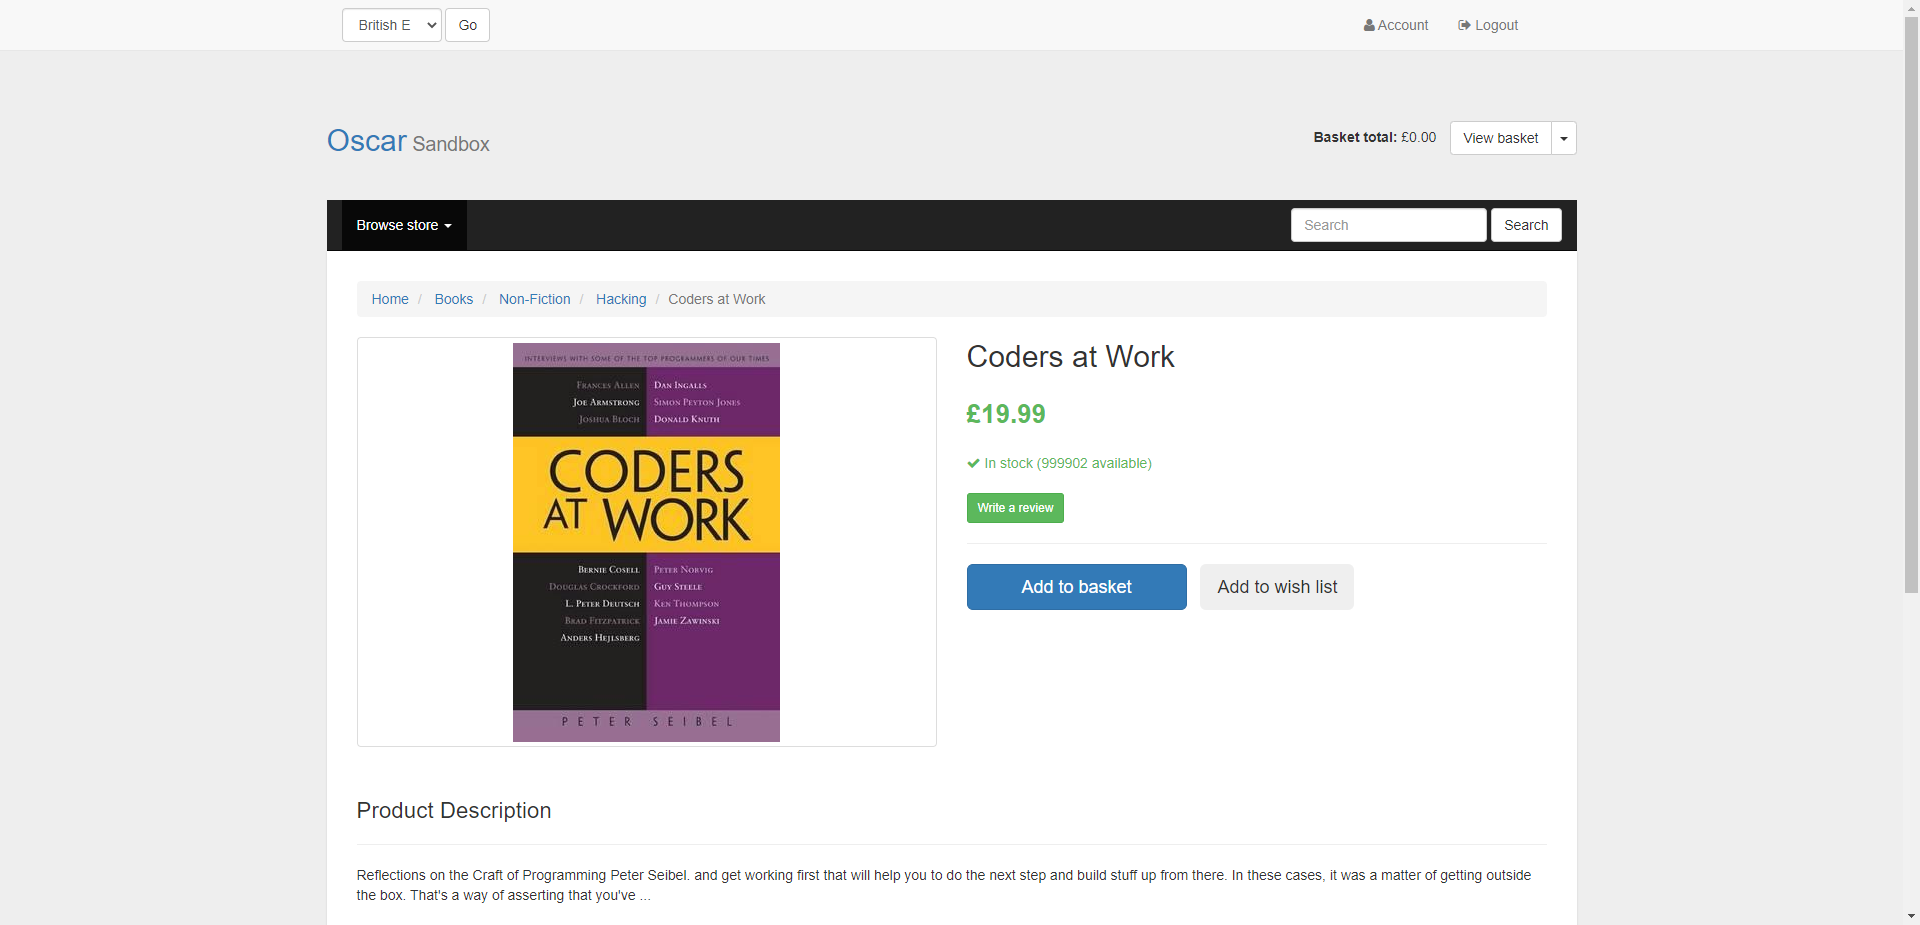 British E Go
Account Logout
Oscar Sandbox
Basket total: £0.00 View basket
Browse store Search Search
Home / Books / Non-Fiction / Hacking / Coders at Work
INTERVIEWS WITH SOME OF THE TOP PROGRAMMERS OF OUR TIMES
FRANCES ALLEN DAN INGALLS
JOE ARMSTRONG SIMON PEYTON JONES
JOSHUA BLOCH DONALD KNUTH
CODERS
AT WORK
BERNIE COSELL PETER NORVIG
DOUGLAS CROCKFORD GUY STEELE
L. PETER DEUTSCH KEN THOMPSON
BRAD FITZPATRICK JAMIE ZAWINSKI
ANDERS HEJLSBERG
PETER SEIBEL
Coders at Work
£19.99
In stock (999902 available)
Write a review
Add to basket Add to wish list
Product Description
Reflections on the Craft of Programming Peter Seibel. and get working first that will help you to do the next step and build stuff up from there. In these cases, it was a matter of getting outside
the box. That's a way of asserting that you've ...